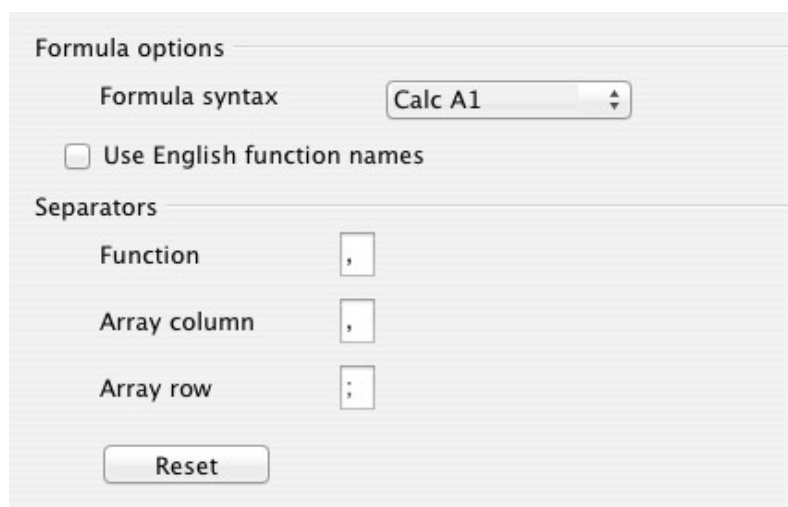 Formula options
Formula syntax Calc A1
Use English function names
Separators
Function ,
Array column ,
Array row ;
Reset